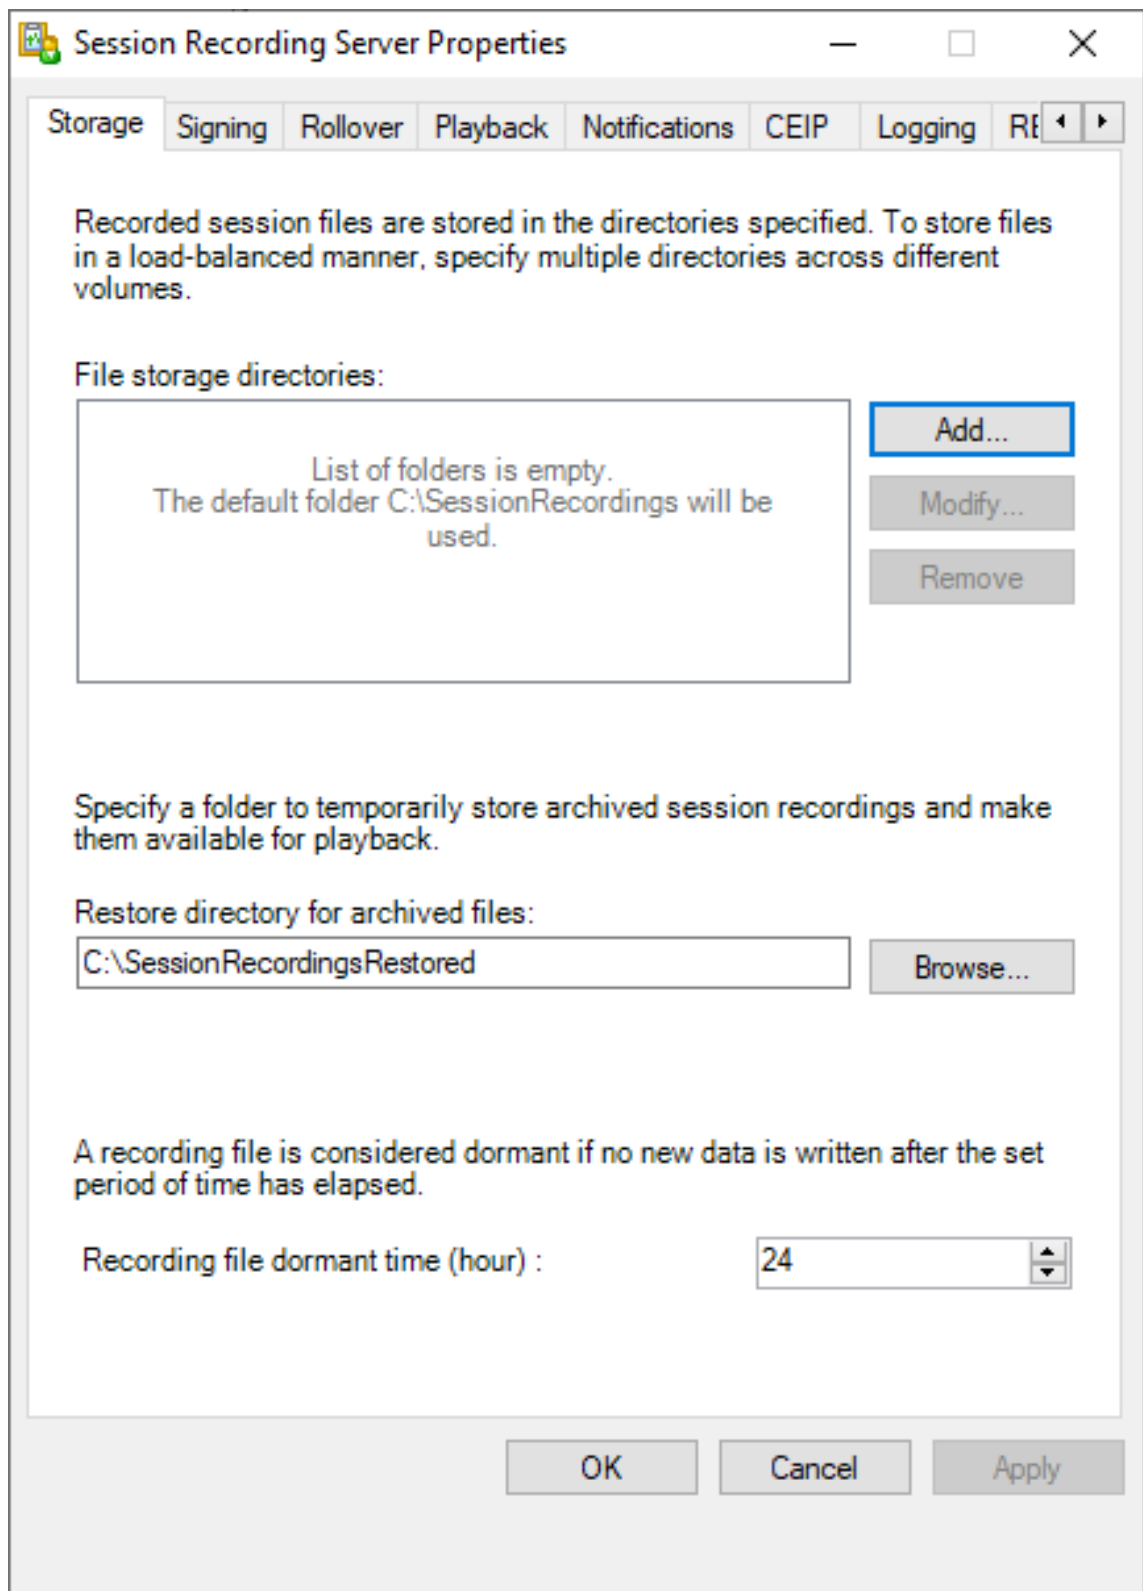 Session Recording Server Properties
Storage Signing Rollover Playback Notifications CEIP Logging
Recorded session files are stored in the directories specified. To store files
in a load-balanced manner, specify multiple directories across different
volumes.
File storage directories:
List of folders is empty.
The default folder C:\SessionRecordings will be
used.
Add...
Modify...
Remove
Specify a folder to temporarily store archived session recordings and make
them available for playback.
Restore directory for archived files:
C:\SessionRecordingsRestored
Browse...
A recording file is considered dormant if no new data is written after the set
period of time has elapsed.
Recording file dormant time (hour) :
24
OK Cancel Apply